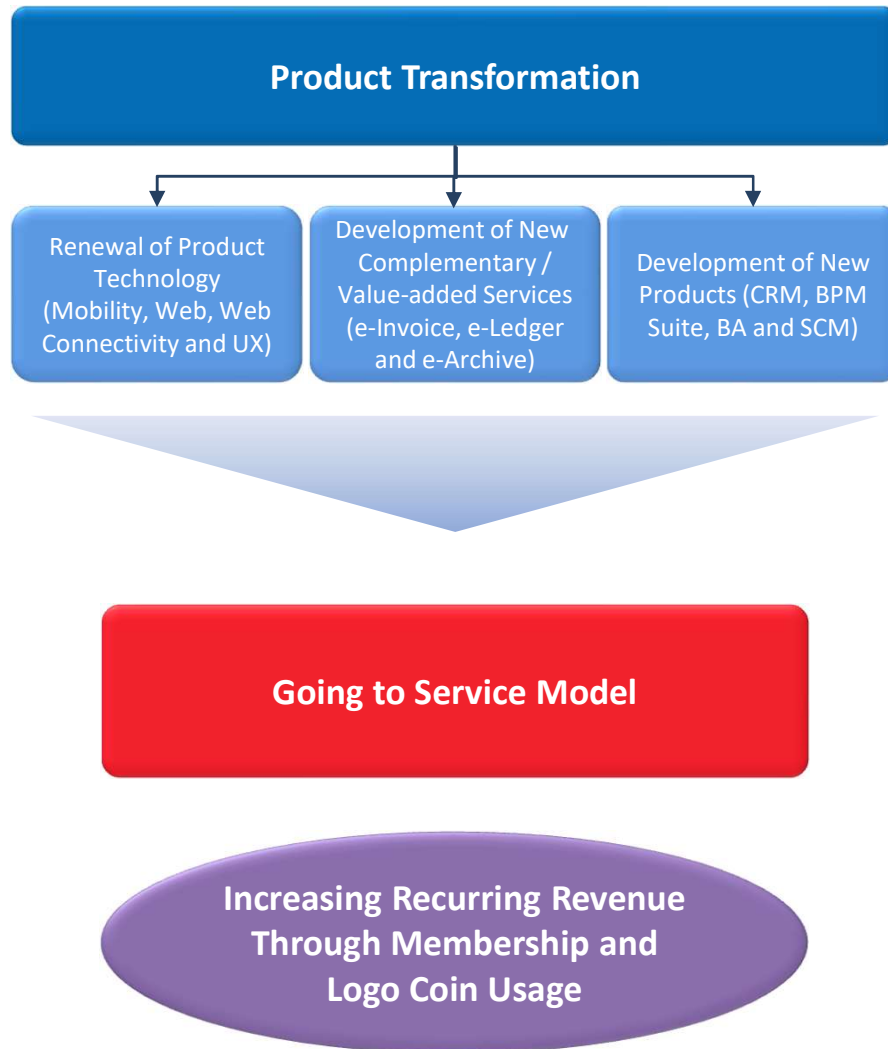 Product Transformation
Renewal of Product
Technology
(Mobility, Web, Web
Connectivity and UX)
Development of New
Complementary /
Value-added Services
(e-Invoice, e-Ledger
and e-Archive)
Development of New
Products (CRM, BPM
Suite, BA and SCM)
Going to Service Model
Increasing Recurring Revenue
Through Membership and
Logo Coin Usage